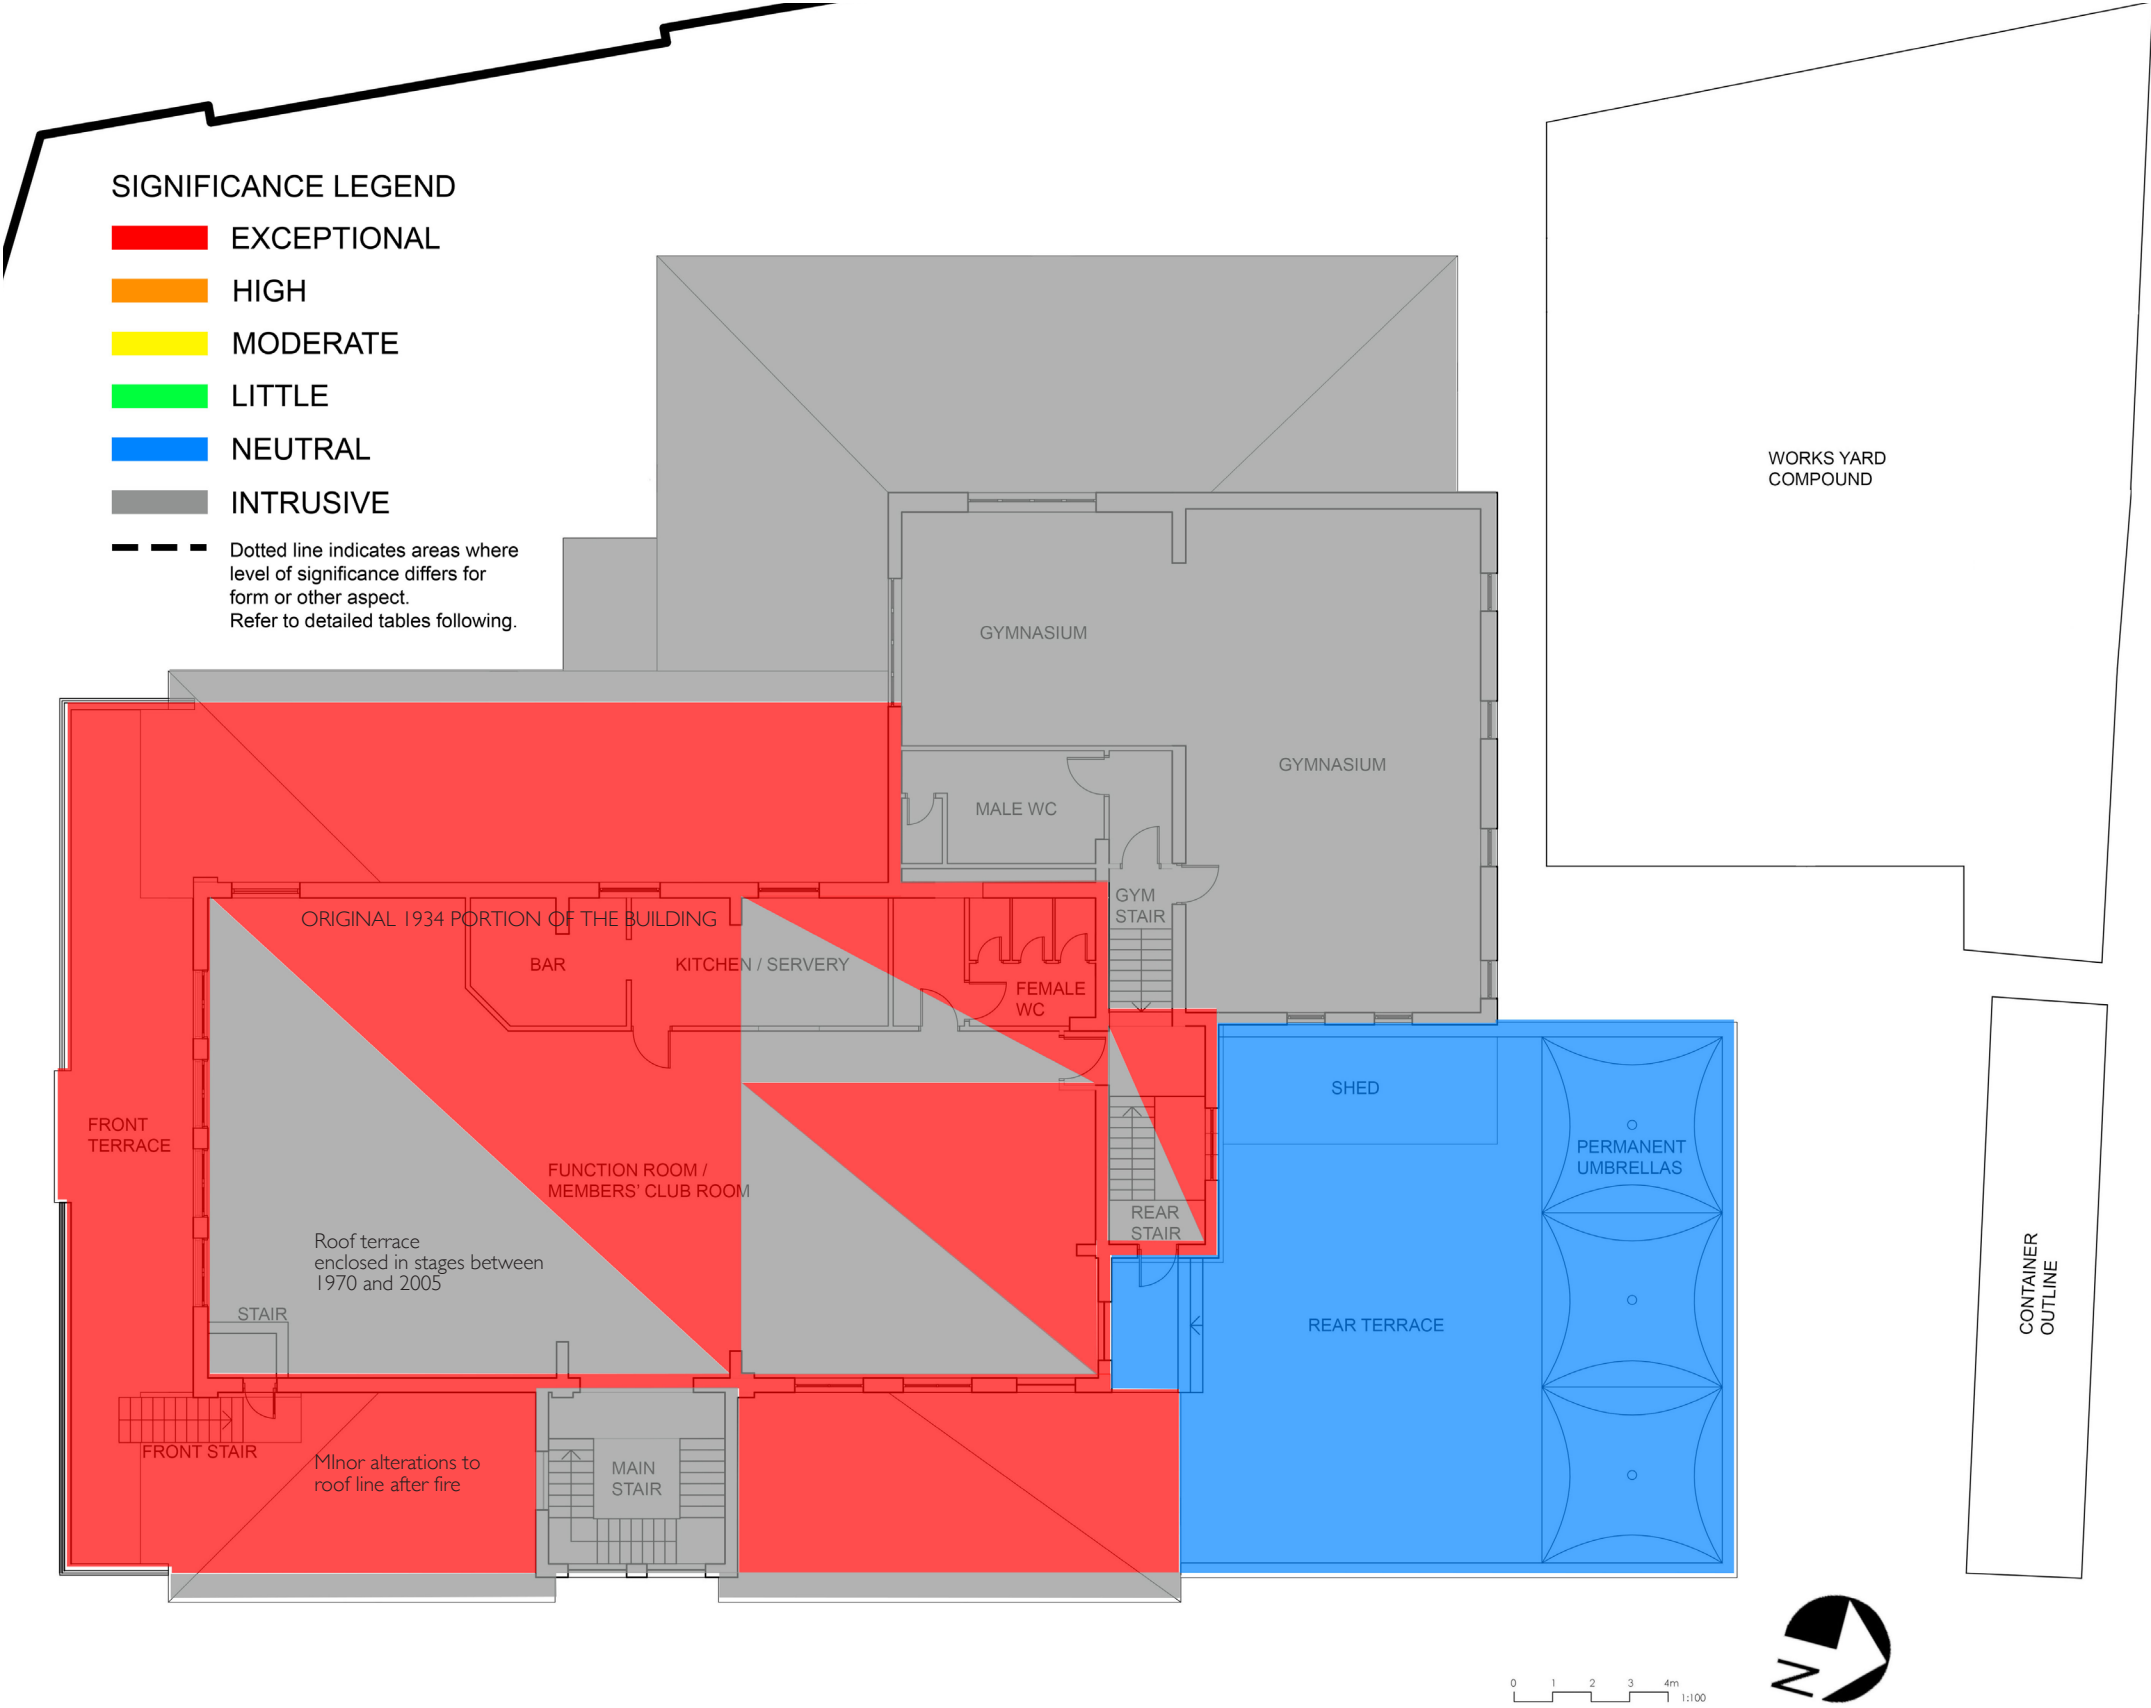 SIGNIFICANCE LEGEND
EXCEPTIONAL
HIGH
MODERATE
LITTLE
NEUTRAL
INTRUSIVE
Dotted line indicates areas where
level of significance differs for
form or other aspect.
Refer to detailed tables following.
WORKS YARD
COMPOUND
GYMNASIUM
GYMNASIUM
MALE WC
GYM
STAIR
ORIGINAL 1934 PORTION OF THE BUILDING
BAR
KITCHEN / SERVERY
FEMALE
WC
SHED
FRONT
TERRACE
PERMANENT
UMBRELLAS
FUNCTION ROOM /
MEMBERS' CLUB ROOM
REAR
STAIR
Roof terrace
enclosed in stages between
1970 and 2005
STAIR
REAR TERRACE
CONTAINER
OUTLINE
FRONT STAIR
MInor alterations to
roof line after fire
MAIN
STAIR
0 1 2 3 4m
1:100
N